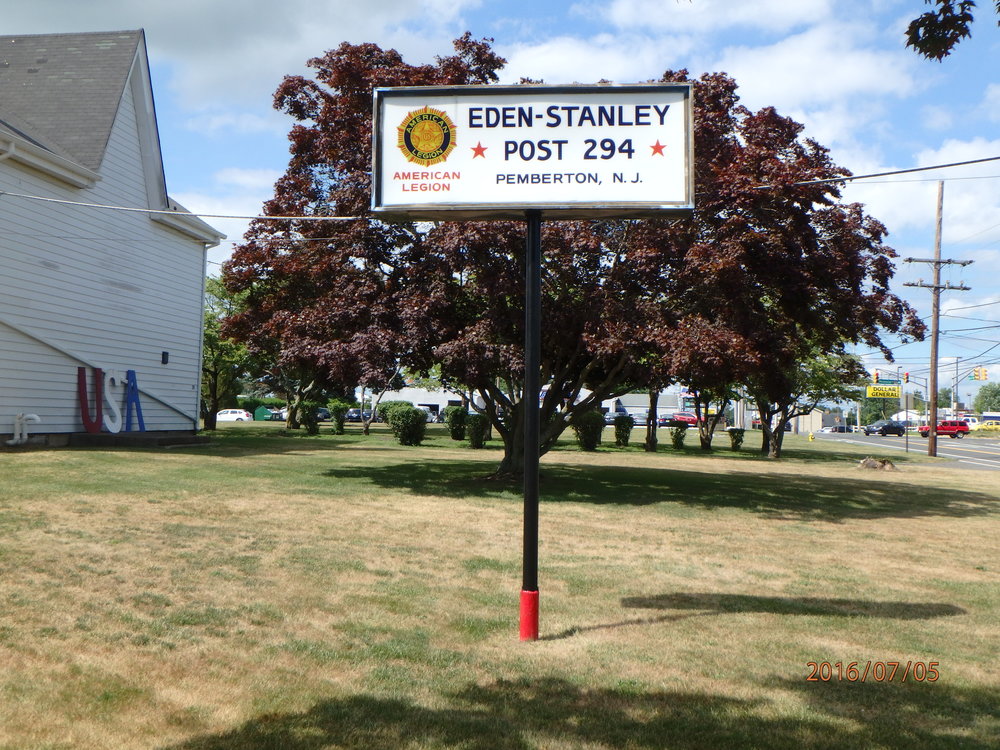 AMERICAN
LEGION
AMERICAN
LEGION
EDEN-STANLEY
POST 294
PEMBERTON, N. J.
USA
DOLLAR
GENERAL
2016/07/05